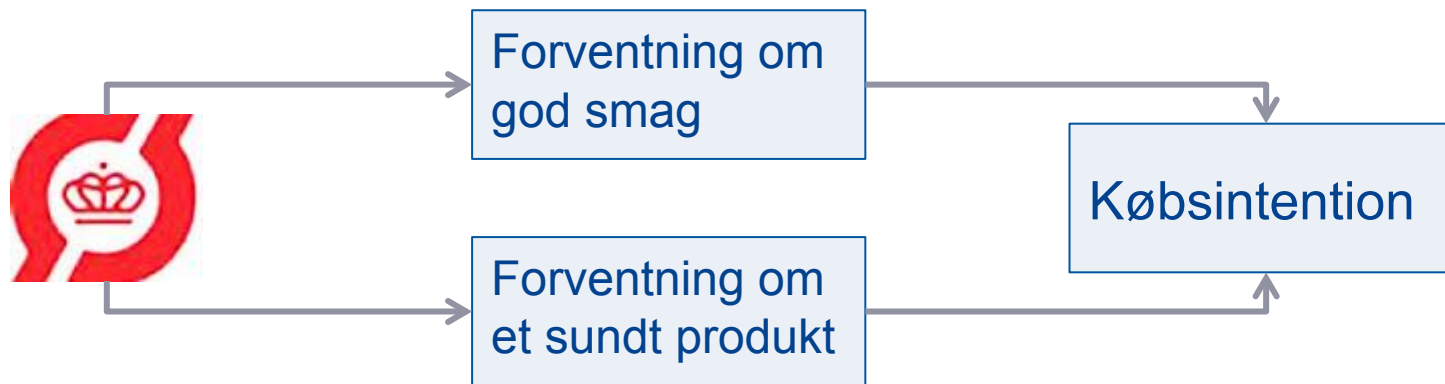 Forventning om
god smag
Købsintention
Forventning om
et sundt produkt